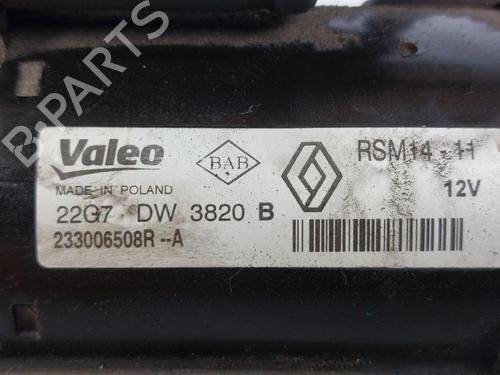 B-PARTS
Valeo
BAB
RSM14 - 11
MADE IN POLAND
12V
22G7 DW 3820 B
233006508R --A